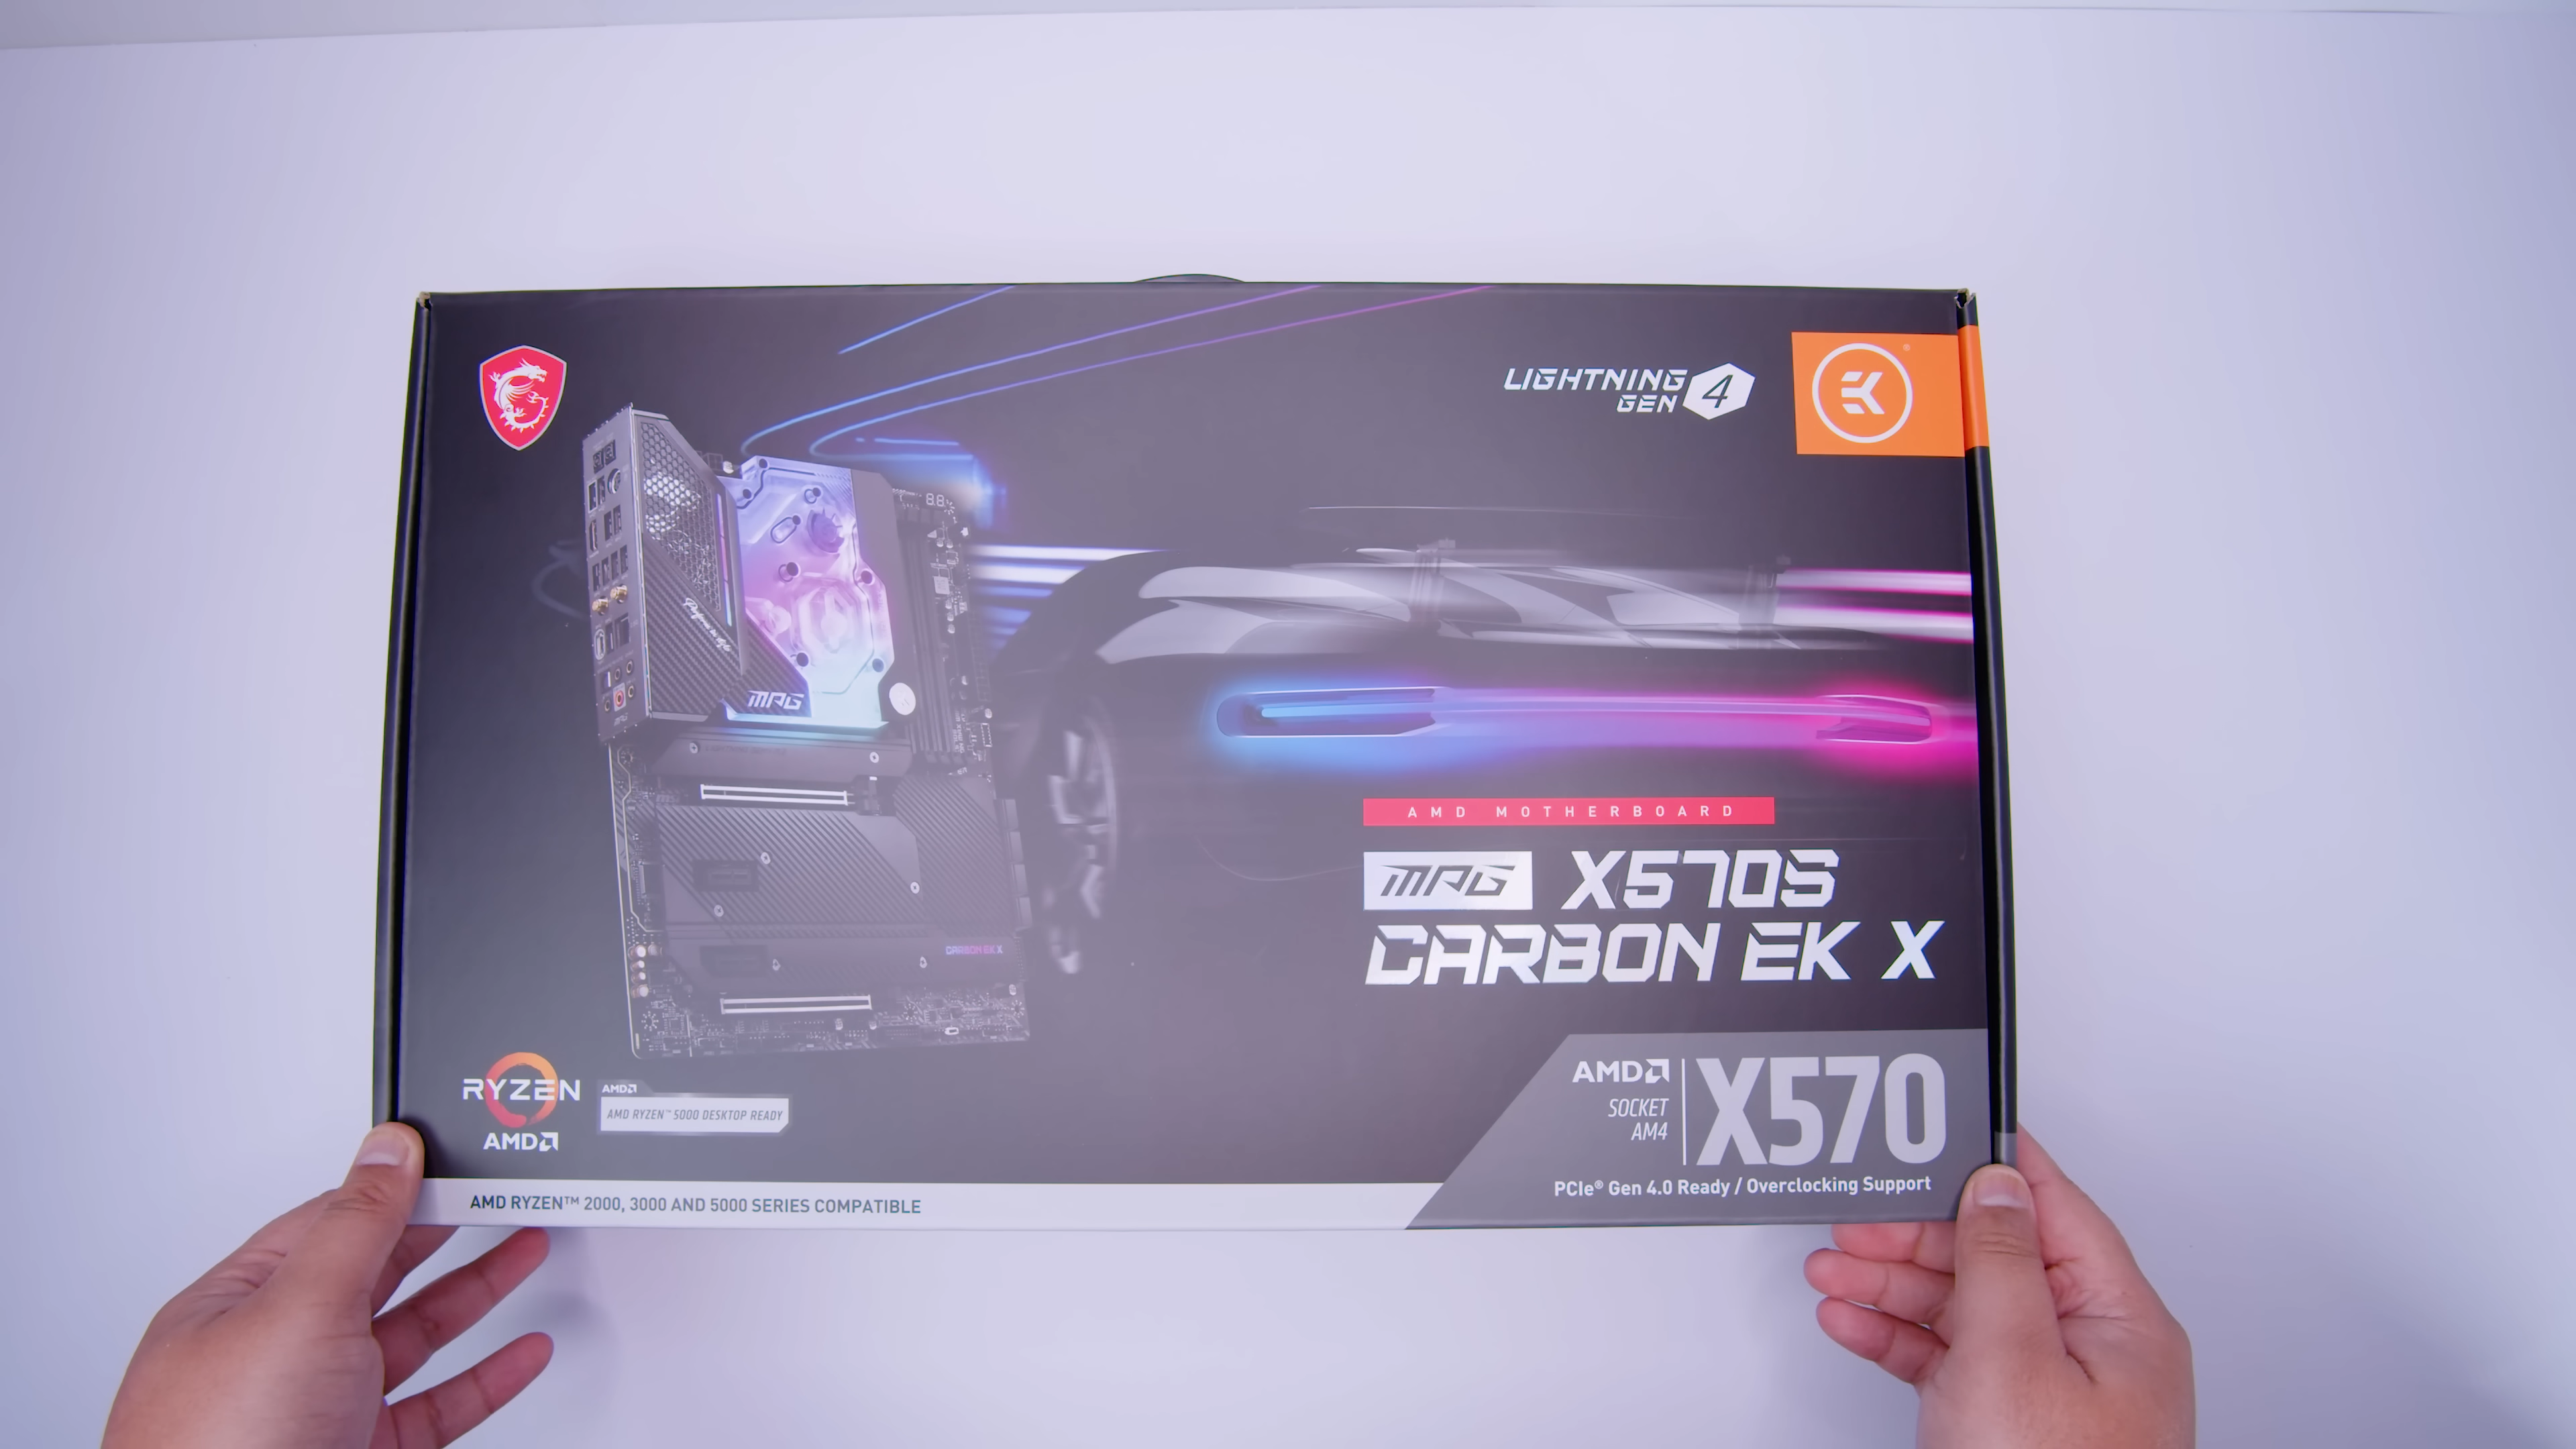 LIGHTNING
GEN 4
EK
MPG
CARBON EK X
AMD MOTHERBOARD
MPG X570S
CARBON EK X
RYZEN
AMD
AMD
AMD RYZEN™ 5000 DESKTOP READY
AMD
SOCKET
AM4
X570
PCIe® Gen 4.0 Ready / Overclocking Support
AMD RYZEN™ 2000, 3000 AND 5000 SERIES COMPATIBLE